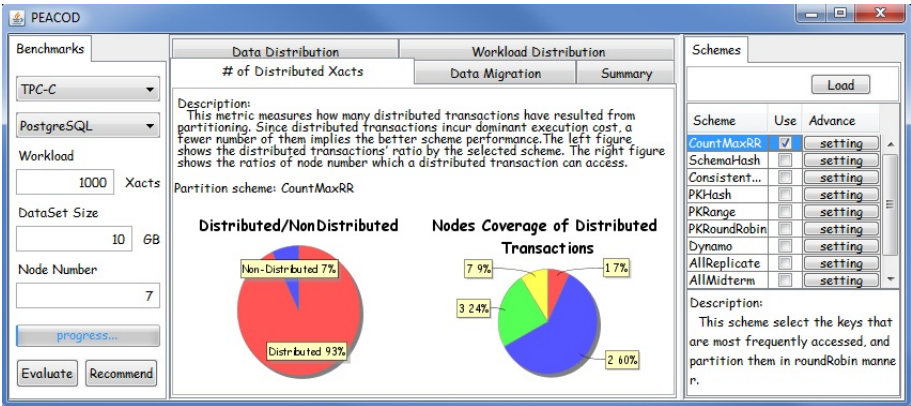 PEACOD
Benchmarks
TPC-C
PostgreSQL
Workload
1000 Xacts
DataSet Size
10 GB
Node Number
7
progress...
Evaluate Recommend
Data Distribution Workload Distribution
# of Distributed Xacts Data Migration Summary
Description:
This metric measures how many distributed transactions have resulted from
partitioning. Since distributed transactions incur dominant execution cost, a
fewer number of them implies the better scheme performance.The left figure
shows the distributed transactions' ratio by the selected scheme. The right figure
shows the ratios of node number which a distributed transaction can access.
Partition scheme: CountMaxRR
Distributed/NonDistributed
Non-Distributed 7%
Distributed 93%
Nodes Coverage of Distributed
Transactions
7 9%
1 7%
3 24%
2 60%
Schemes
Load
Scheme Use Advance
CountMaxRR setting
SchemaHash setting
Consistent... setting
PKHash setting
PKRange setting
PKRoundRobin setting
Dynamo setting
AllReplicate setting
AllMidterm setting
Description:
This scheme select the keys that
are most frequently accessed, and
partition them in roundRobin manne
r.